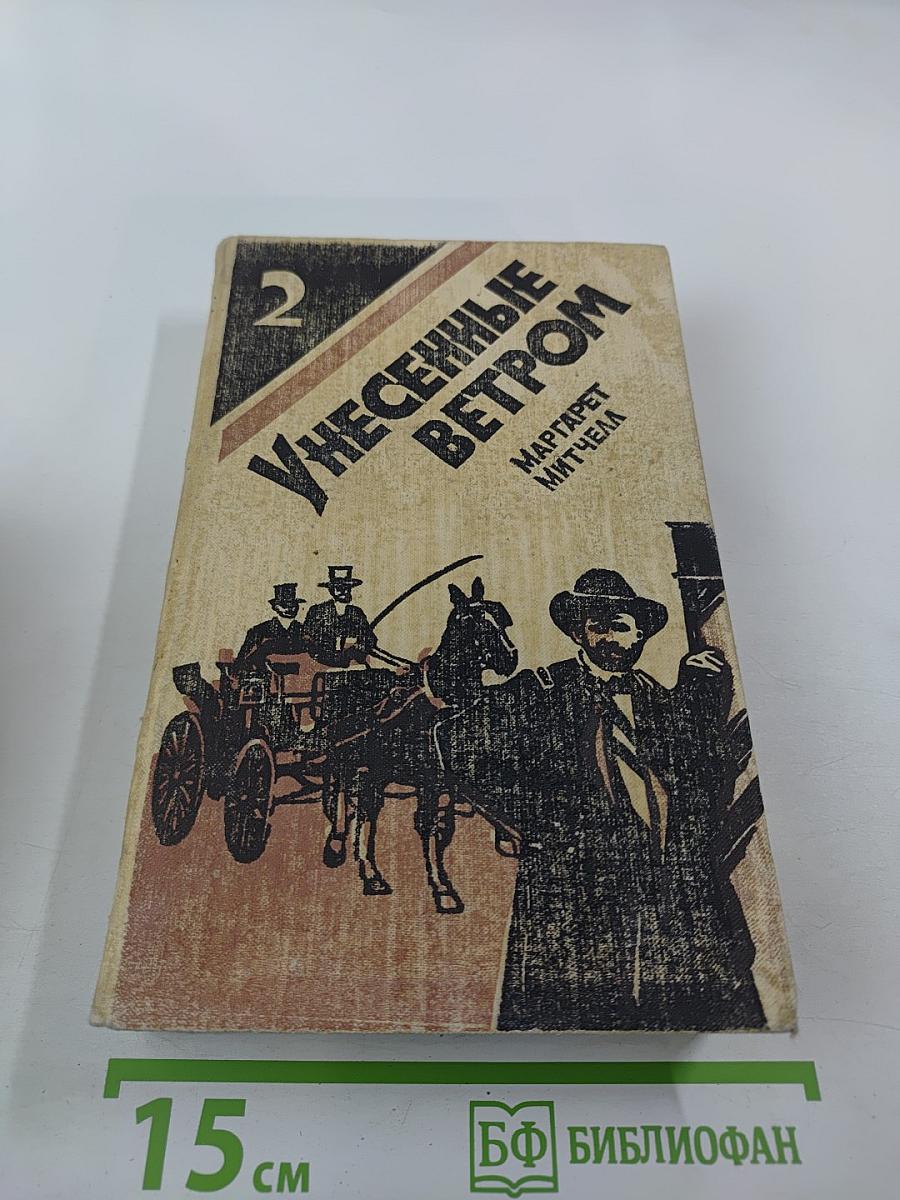 2
УНЕСЕННЫЕ
ВЕТРОМ
МАРГАРЕТ
МИТЧЕЛЛ
15 см
БФ БИБЛИОФАН